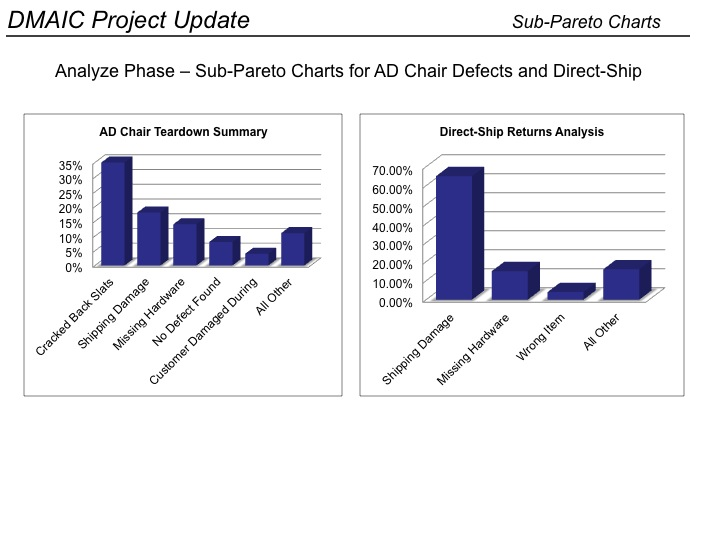 DMAIC Project Update
Sub-Pareto Charts
Analyze Phase – Sub-Pareto Charts for AD Chair Defects and Direct-Ship
AD Chair Teardown Summary
35%
30%
25%
20%
15%
10%
5%
0%
Cracked Back Slats
Shipping Damage
Missing Hardware
No Defect Found
Customer Damaged During
All Other
Direct-Ship Returns Analysis
70.00%
60.00%
50.00%
40.00%
30.00%
20.00%
10.00%
0.00%
Shipping Damage
Missing Hardware
Wrong Item
All Other